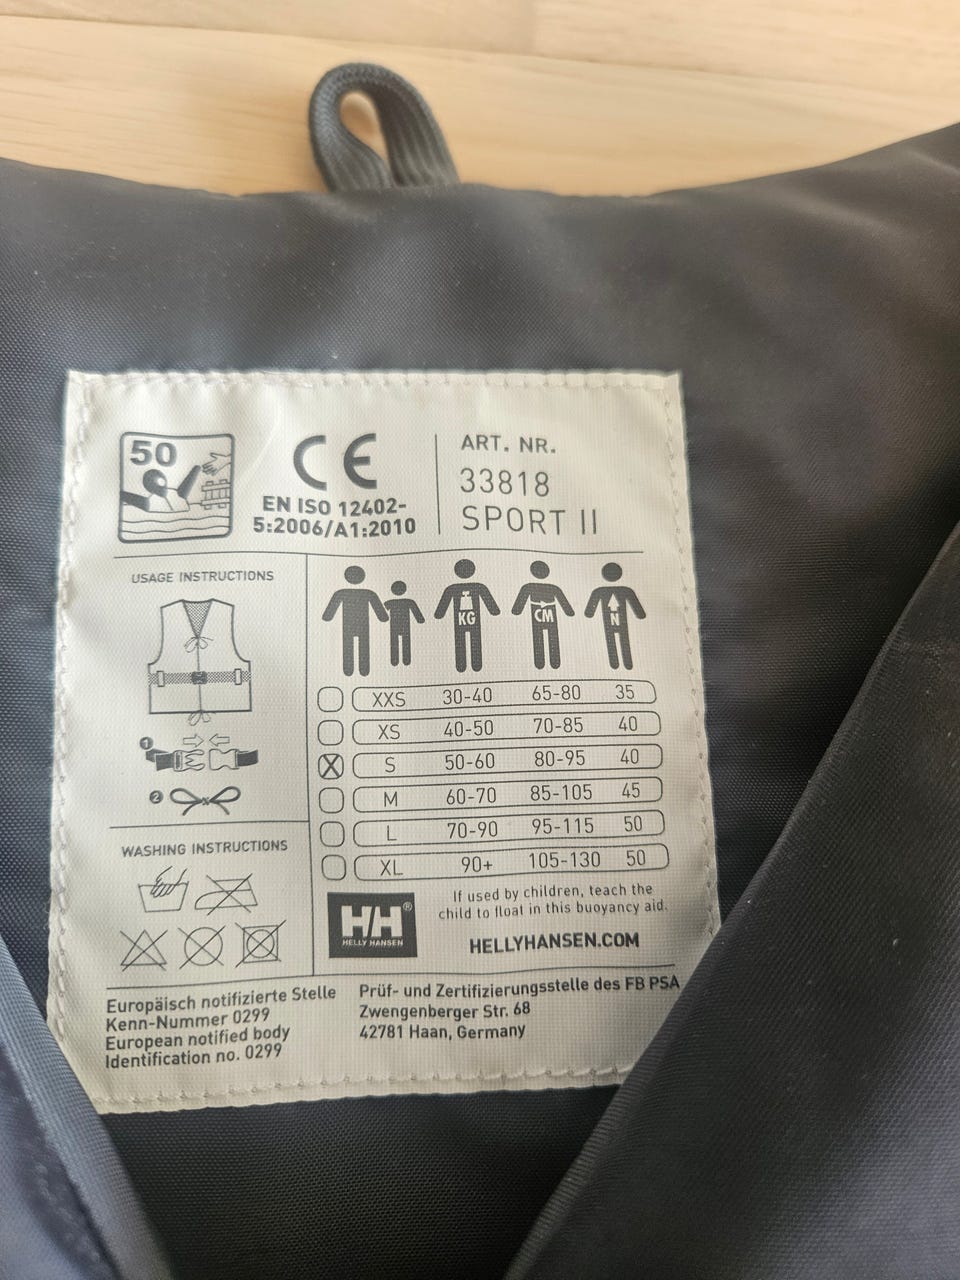 50
CE
EN ISO 12402-
5:2006/A1:2010
ART. NR.
33818
SPORT II
USAGE INSTRUCTIONS
1
2
KG
CM
N
XXS 30-40 65-80 35
XS 40-50 70-85 40
S 50-60 80-95 40
M 60-70 85-105 45
L 70-90 95-115 50
XL 90+ 105-130 50
WASHING INSTRUCTIONS
HH®
HELLY HANSEN
If used by children, teach the
child to float in this buoyancy aid.
HELLYHANSEN.COM
Europäisch notifizierte Stelle
Kenn-Nummer 0299
European notified body
Identification no. 0299
Prüf- und Zertifizierungsstelle des FB PSA
Zwengenberger Str. 68
42781 Haan, Germany